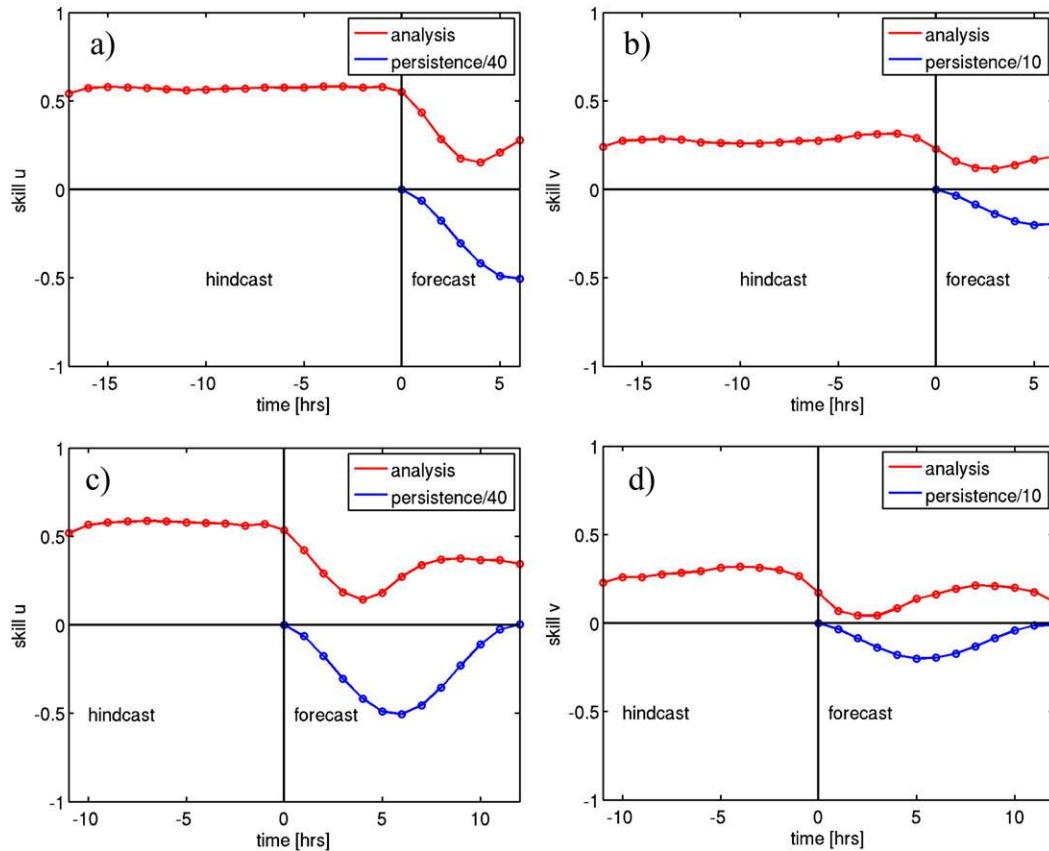 a)
analysis
persistence/40
1
0.5
0
-0.5
-1
skill u
hindcast
forecast
-15
-10
-5
0
5
time [hrs]
b)
analysis
persistence/10
1
0.5
0
-0.5
-1
skill v
hindcast
forecast
-15
-10
-5
0
5
time [hrs]
c)
analysis
persistence/40
1
0.5
0
-0.5
-1
skill u
hindcast
forecast
-10
-5
0
5
10
time [hrs]
d)
analysis
persistence/10
1
0.5
0
-0.5
-1
skill v
hindcast
forecast
-10
-5
0
5
10
time [hrs]